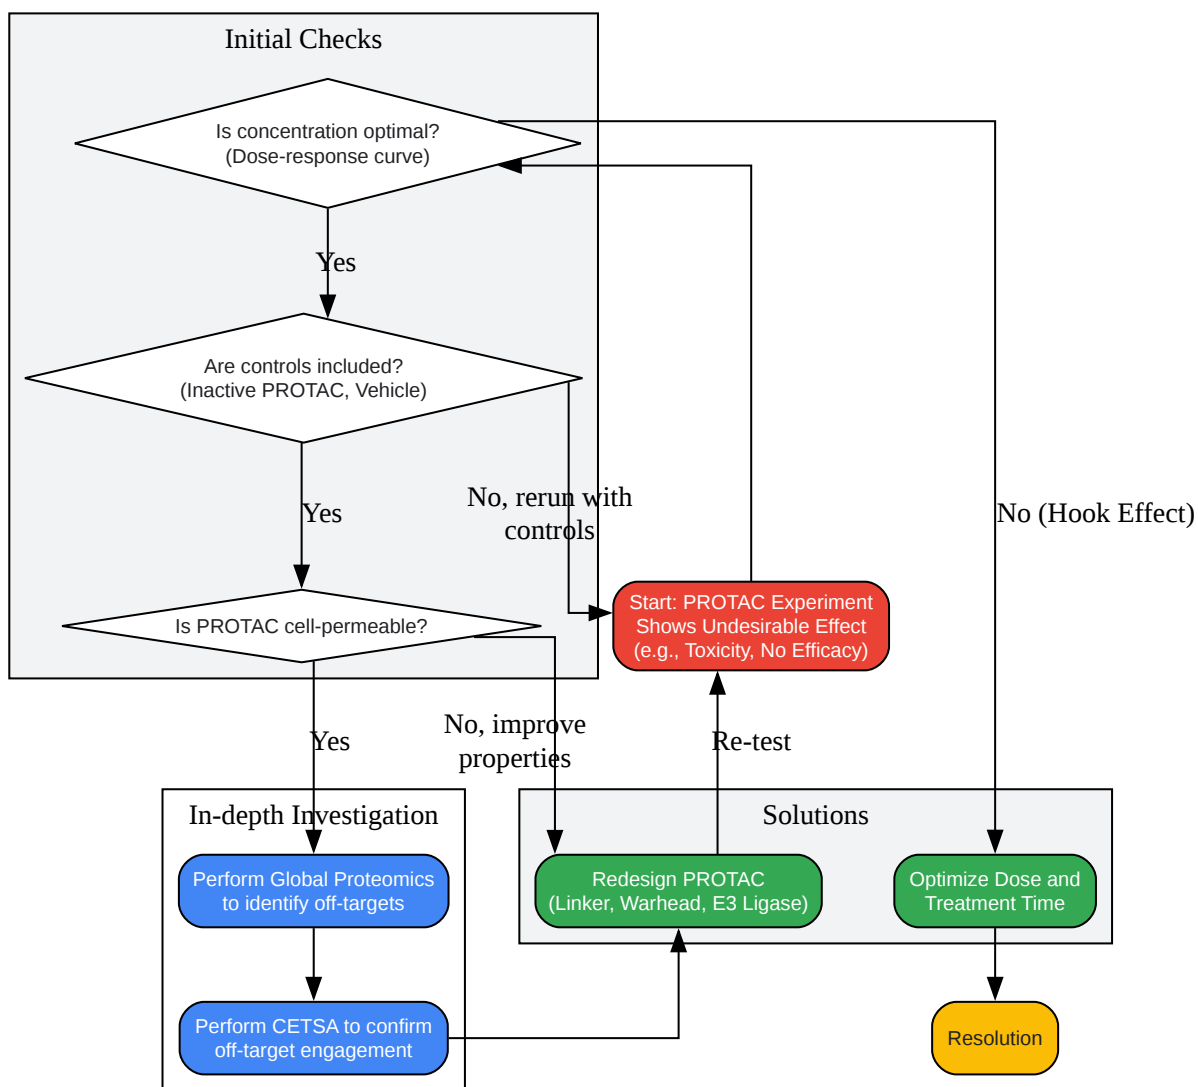 Initial Checks
Is concentration optimal?
(Dose-response curve)
Yes
Are controls included?
(Inactive PROTAC, Vehicle)
Yes
No, rerun with
controls
No (Hook Effect)
Is PROTAC cell-permeable?
Start: PROTAC Experiment
Shows Undesirable Effect
(e.g., Toxicity, No Efficacy)
Yes
No, improve
properties
Re-test
In-depth Investigation
Perform Global Proteomics
to identify off-targets
Perform CETSA to confirm
off-target engagement
Solutions
Redesign PROTAC
(Linker, Warhead, E3 Ligase)
Optimize Dose and
Treatment Time
Resolution